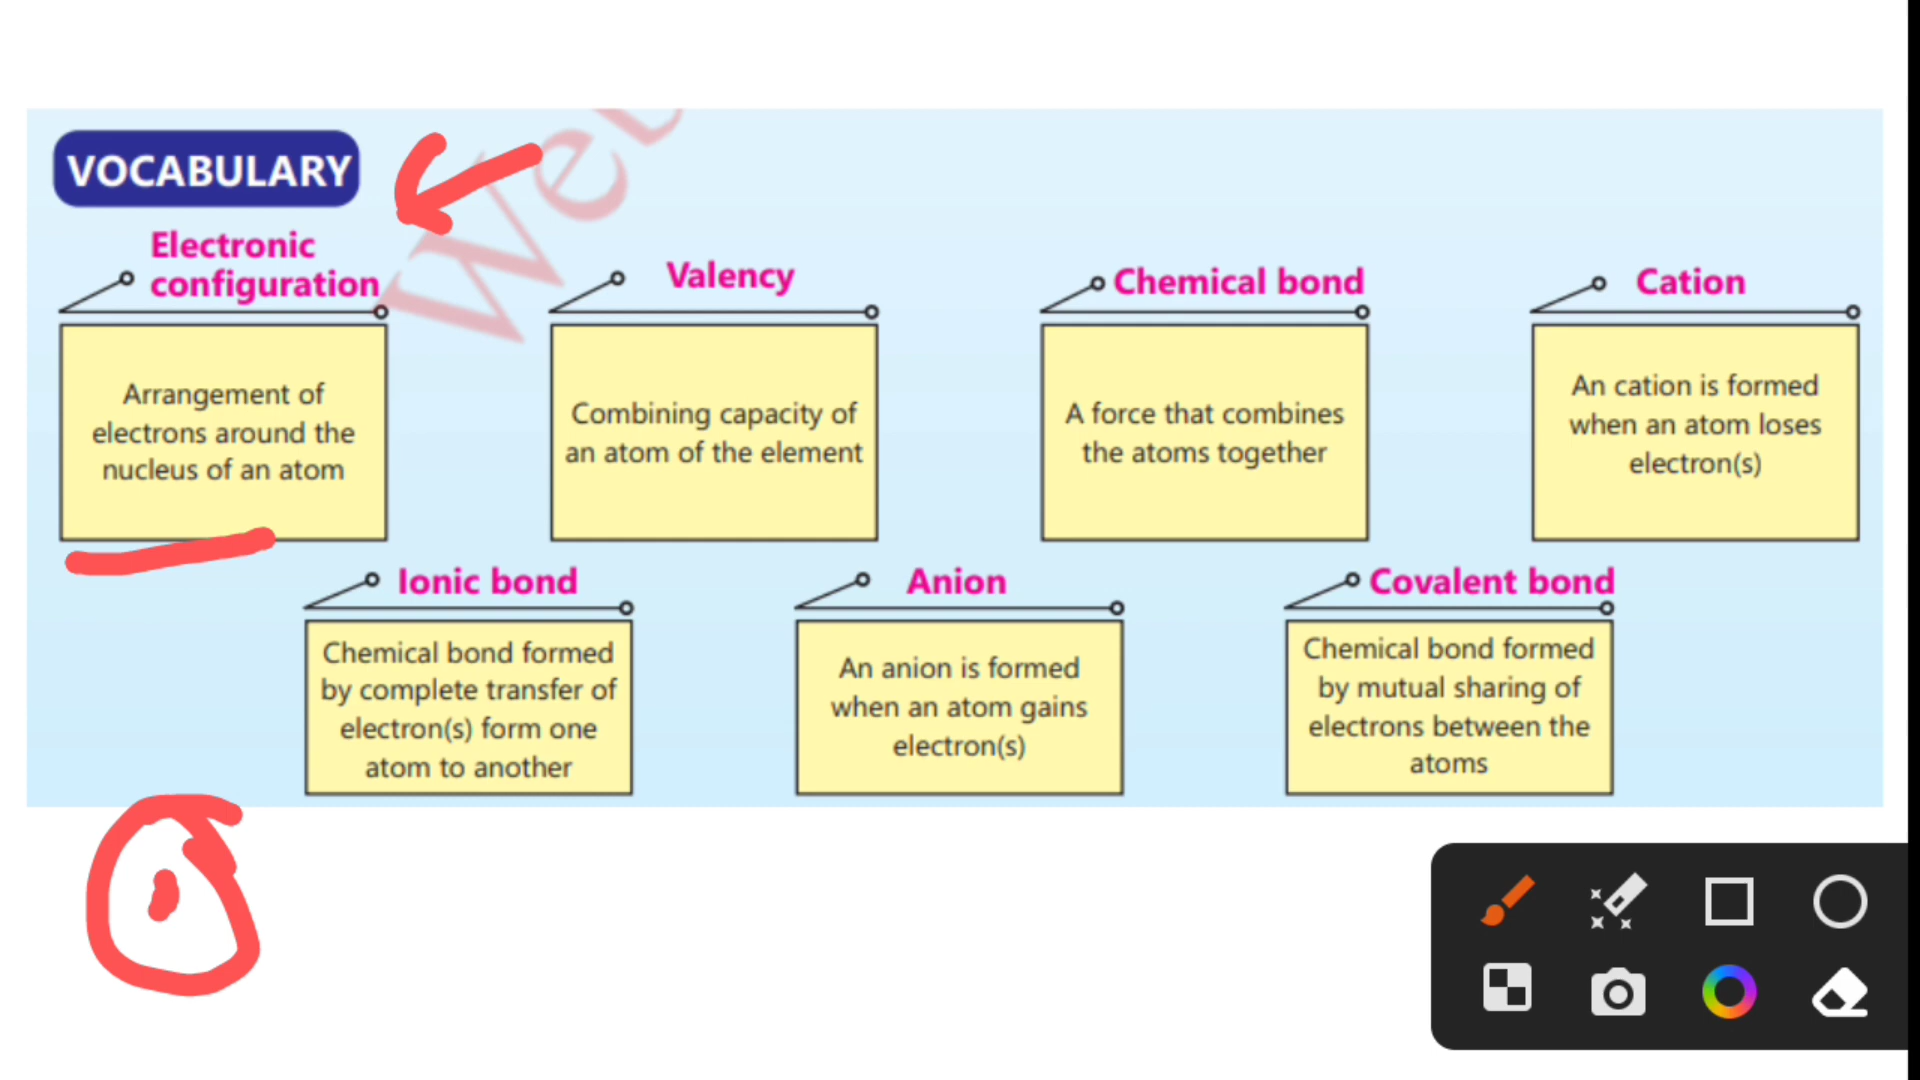 VOCABULARY
Wet
Electronic
configuration
Valency
Chemical bond
Cation
Arrangement of
electrons around the
nucleus of an atom
Combining capacity of
an atom of the element
A force that combines
the atoms together
An cation is formed
when an atom loses
electron(s)
Ionic bond
Anion
Covalent bond
Chemical bond formed
by complete transfer of
electron(s) form one
atom to another
An anion is formed
when an atom gains
electron(s)
Chemical bond formed
by mutual sharing of
electrons between the
atoms